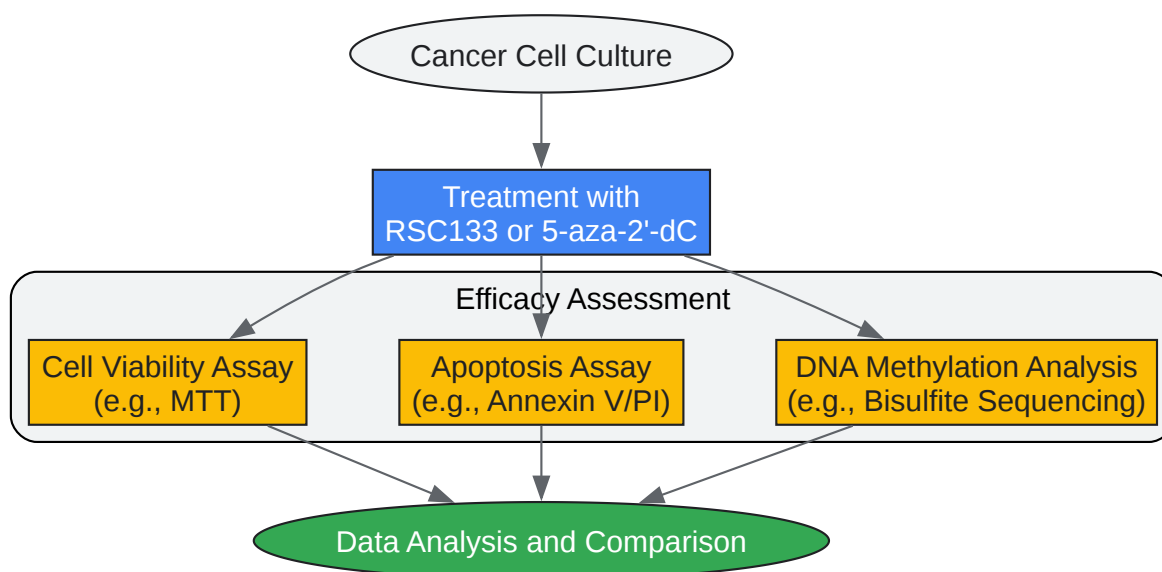 Cancer Cell Culture
Treatment with
RSC133 or 5-aza-2'-dC
Efficacy Assessment
Cell Viability Assay
(e.g., MTT)
Apoptosis Assay
(e.g., Annexin V/PI)
DNA Methylation Analysis
(e.g., Bisulfite Sequencing)
Data Analysis and Comparison